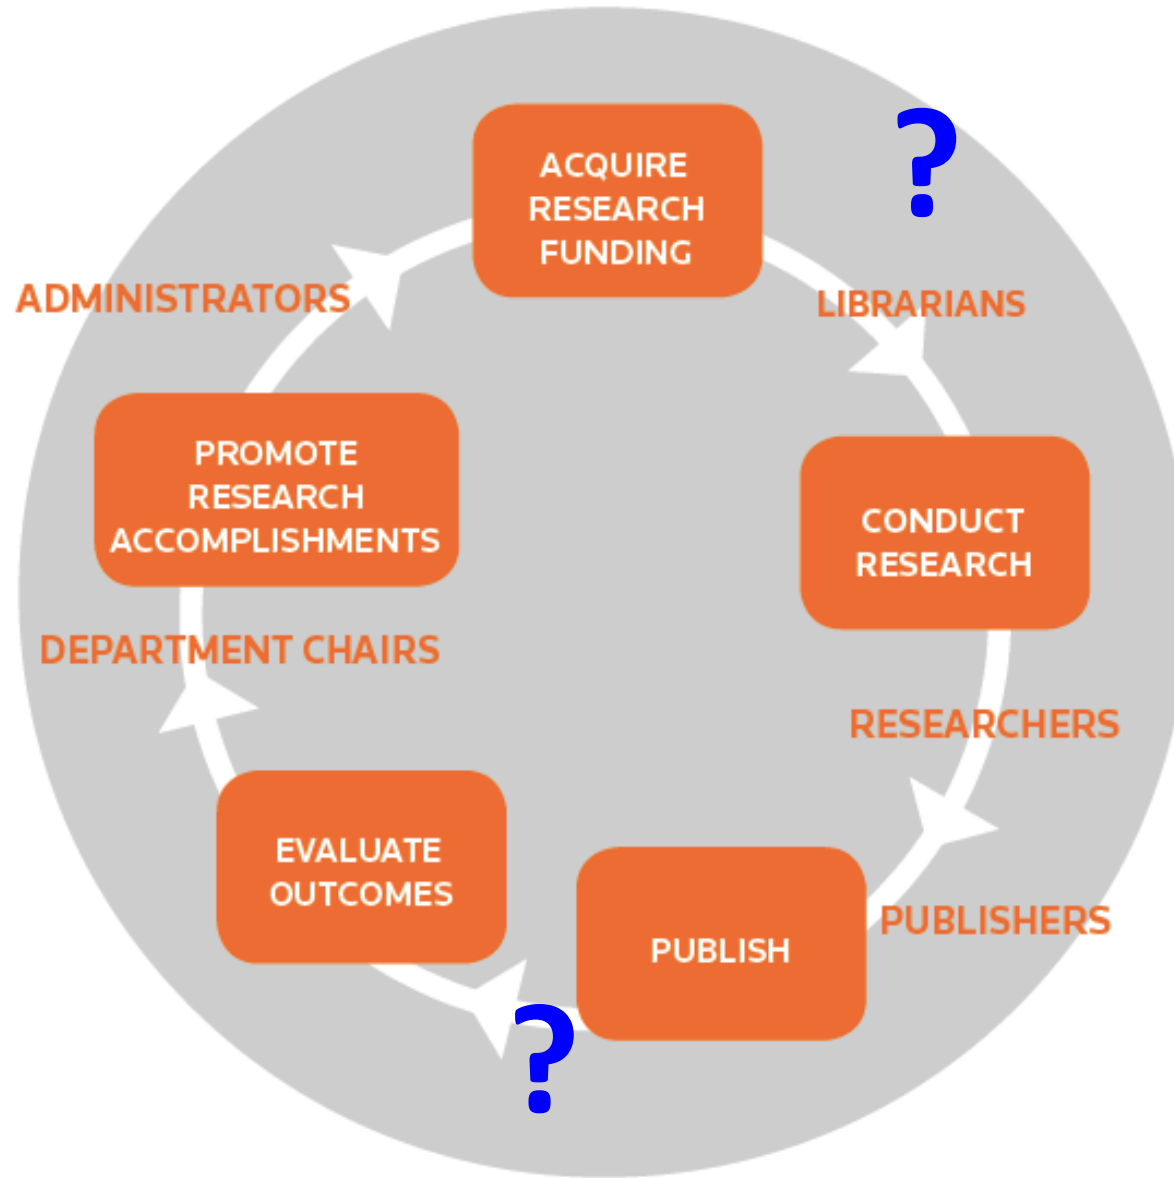 ?
ACQUIRE
RESEARCH
FUNDING
ADMINISTRATORS
LIBRARIANS
PROMOTE
RESEARCH
ACCOMPLISHMENTS
CONDUCT
RESEARCH
DEPARTMENT CHAIRS
RESEARCHERS
EVALUATE
OUTCOMES
PUBLISH
PUBLISHERS
?